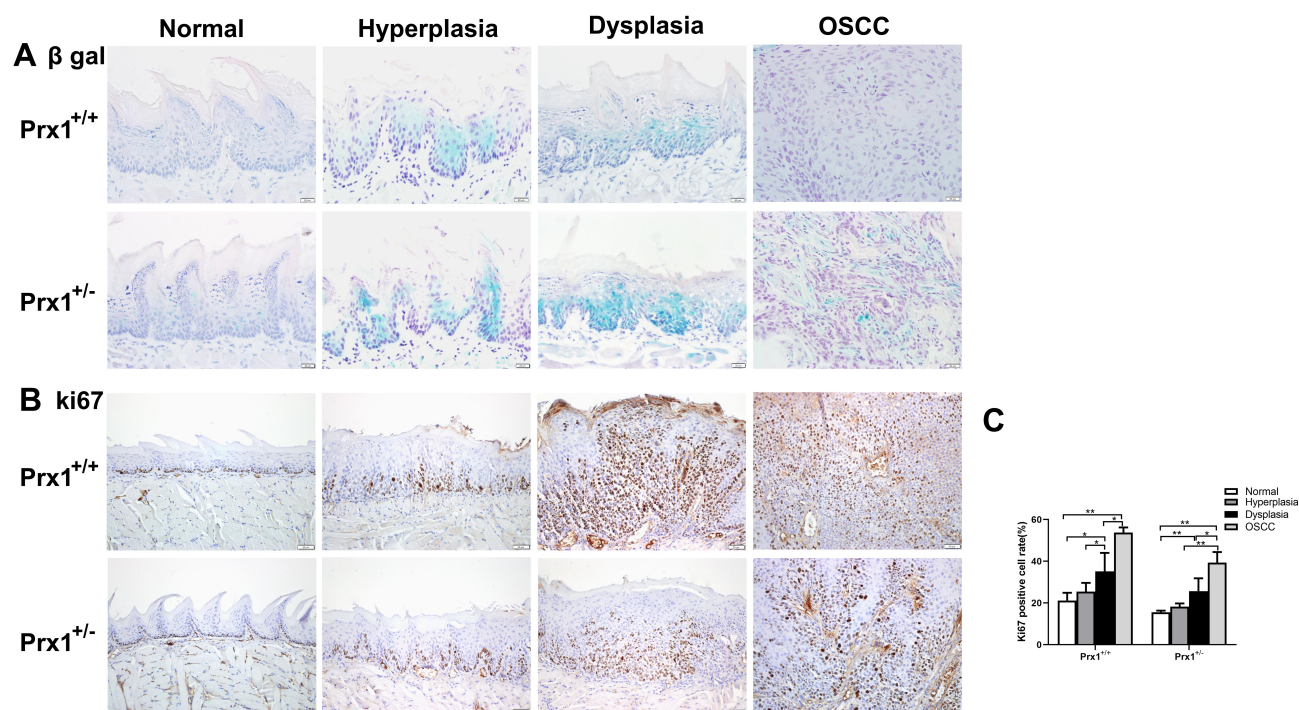 Normal Hyperplasia Dysplasia OSCC
A β gal
Prx1+/+
Prx1+/-
B ki67
Prx1+/+
Prx1+/-
C
Normal
Hyperplasia
Dysplasia
OSCC
Ki67 positive cell rate(%)
60
40
20
0
** * * *
** ** * **
Prx1+/+ Prx1+/-